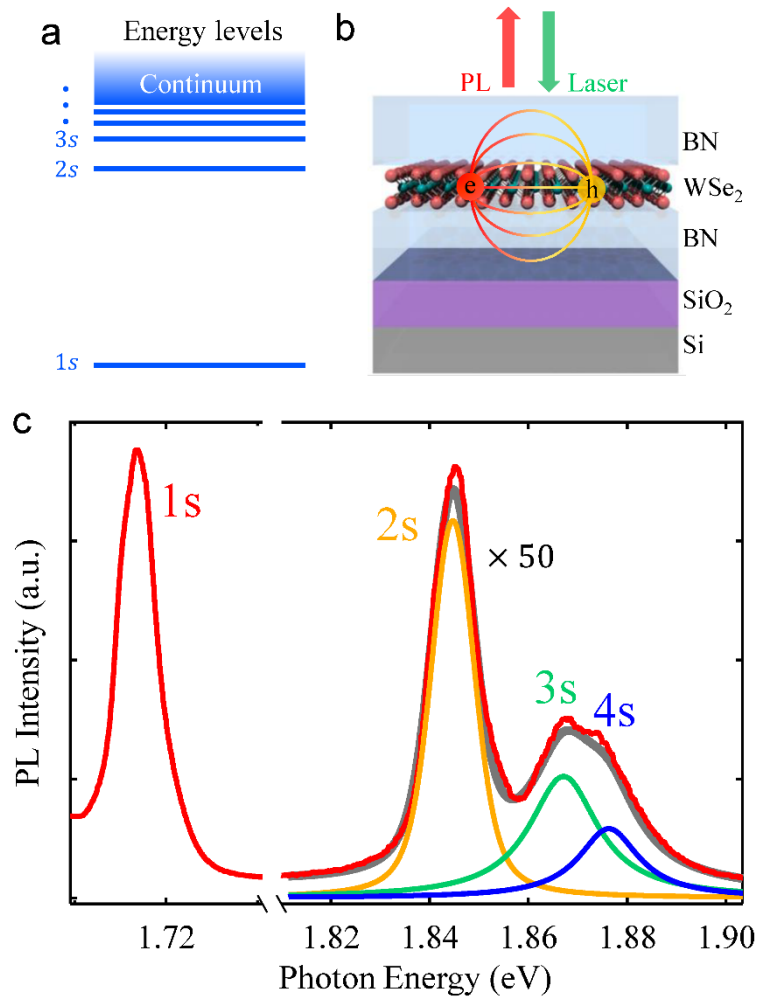 a
Energy levels
Continuum
3s
2s
1s
b
PL
Laser
BN
e
h
WSe₂
BN
SiO₂
Si
c
PL Intensity (a.u.)
1s
2s
× 50
3s
4s
1.72
1.82
1.84
1.86
1.88
1.90
Photon Energy (eV)